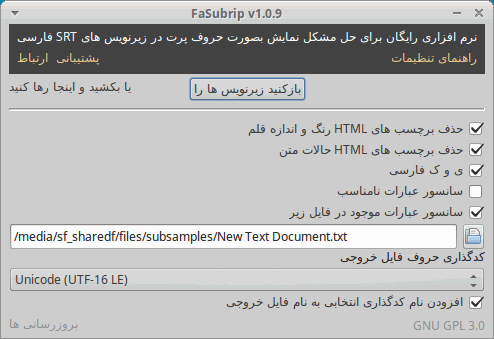 FaSubrip v1.0.9
نرم افزاری رایگان برای حل مشکل نمایش بصورت حروف پرت در زیرنویس های SRT فارسی
راهنمای تنظیمات پشتیبانی ارتباط
بازکنید زیرنویس ها را یا بکشید و اینجا رها کنید
حذف برچسب های HTML رنگ و اندازه قلم
حذف برچسب های HTML حالات متن
ی و ک فارسی
سانسور عبارات نامناسب
سانسور عبارات موجود در فایل زیر
/media/sf_sharedf/files/subsamples/New Text Document.txt
کدگذاری حروف فایل خروجی
Unicode (UTF-16 LE)
افزودن نام کدگذاری انتخابی به نام فایل خروجی
بروزرسانی ها GNU GPL 3.0